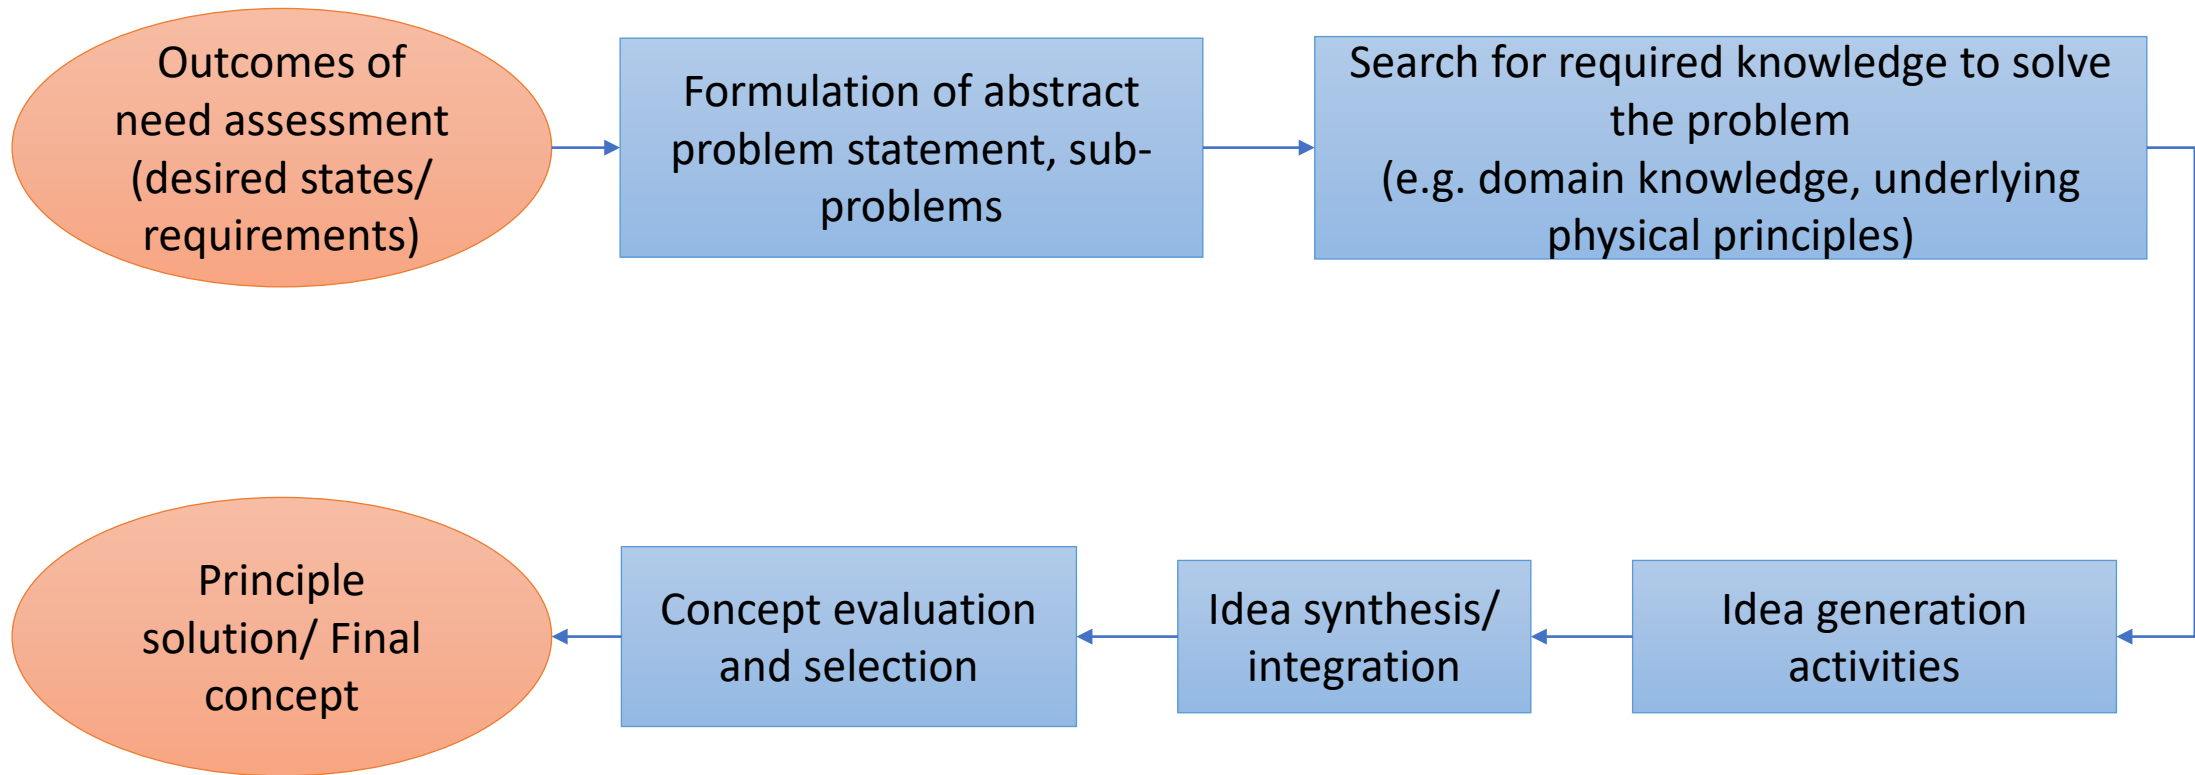 Outcomes of
need assessment
(desired states/
requirements)
Formulation of abstract
problem statement, sub-
problems
Search for required knowledge to solve
the problem
(e.g. domain knowledge, underlying
physical principles)
Idea generation
activities
Idea synthesis/
integration
Concept evaluation
and selection
Principle
solution/ Final
concept